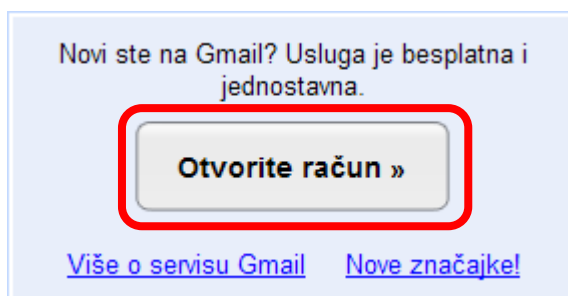 Novi ste na Gmail? Usluga je besplatna i
jednostavna.
Otvorite račun »
Više o servisu Gmail Nove značajke!